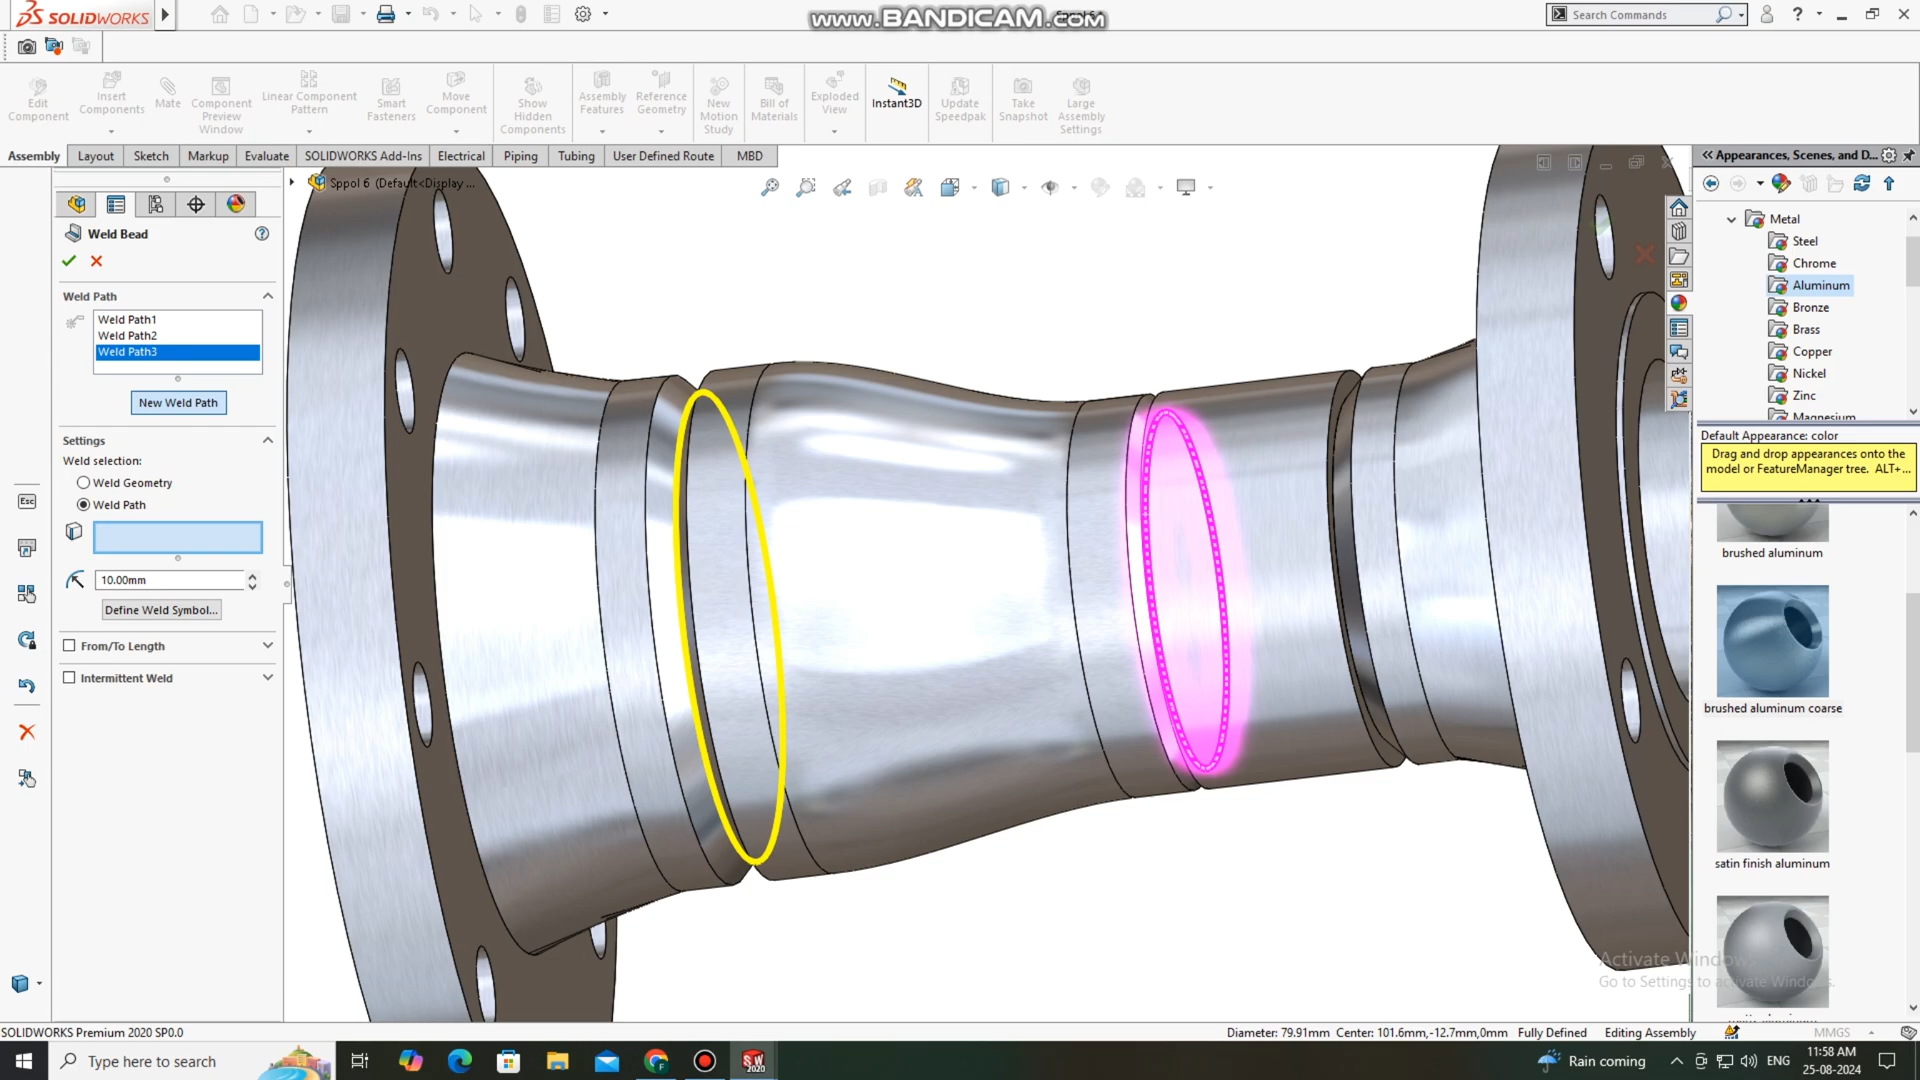 SOLIDWORKS
www.BANDICAM.com
Search Commands
Edit Component
Insert Components
Mate
Component Preview Window
Linear Component Pattern
Smart Fasteners
Move Component
Show Hidden Components
Assembly Features
Reference Geometry
New Motion Study
Bill of Materials
Exploded View
Instant3D
Update Speedpak
Take Snapshot
Large Assembly Settings
Assembly
Layout
Sketch
Markup
Evaluate
SOLIDWORKS Add-Ins
Electrical
Piping
Tubing
User Defined Route
MBD
Appearances, Scenes, and D...
Sppol 6 (Default<Display ...
Weld Bead
Weld Path
Weld Path1
Weld Path2
Weld Path3
New Weld Path
Settings
Weld selection:
Weld Geometry
Weld Path
10.00mm
Define Weld Symbol...
From/To Length
Intermittent Weld
Esc
Metal
Steel
Chrome
Aluminum
Bronze
Brass
Copper
Nickel
Zinc
Magnesium
Default Appearance: color
Drag and drop appearances onto the
model or FeatureManager tree. ALT+...
brushed aluminum
brushed aluminum coarse
satin finish aluminum
Activate Windows
Go to Settings to activate Windows.
SOLIDWORKS Premium 2020 SP0.0
Diameter: 79.91mm Center: 101.6mm,-12.7mm,0mm
Fully Defined
Editing Assembly
MMGS
Type here to search
SW
2020
Rain coming
ENG
11:58 AM
25-08-2024